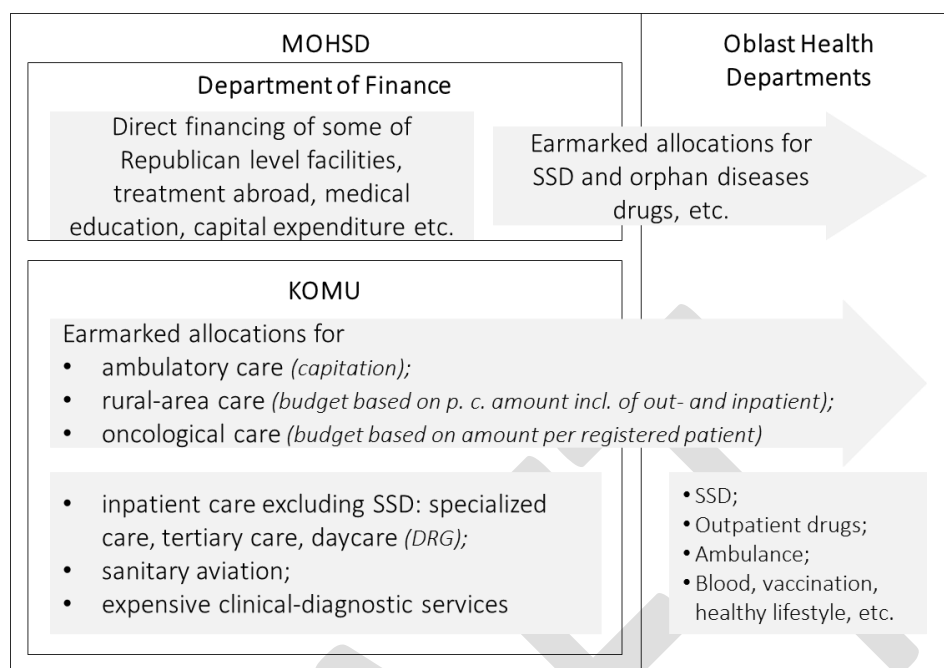 MOHSD
Department of Finance
Direct financing of some of
Republican level facilities,
treatment abroad, medical
education, capital expenditure etc.
Oblast Health
Departments
Earmarked allocations for
SSD and orphan diseases
drugs, etc.
KOMU
Earmarked allocations for
• ambulatory care (capitation);
• rural-area care (budget based on p. c. amount incl. of out- and inpatient);
• oncological care (budget based on amount per registered patient)
• inpatient care excluding SSD: specialized
care, tertiary care, daycare (DRG);
• sanitary aviation;
• expensive clinical-diagnostic services
• SSD;
• Outpatient drugs;
• Ambulance;
• Blood, vaccination,
healthy lifestyle, etc.